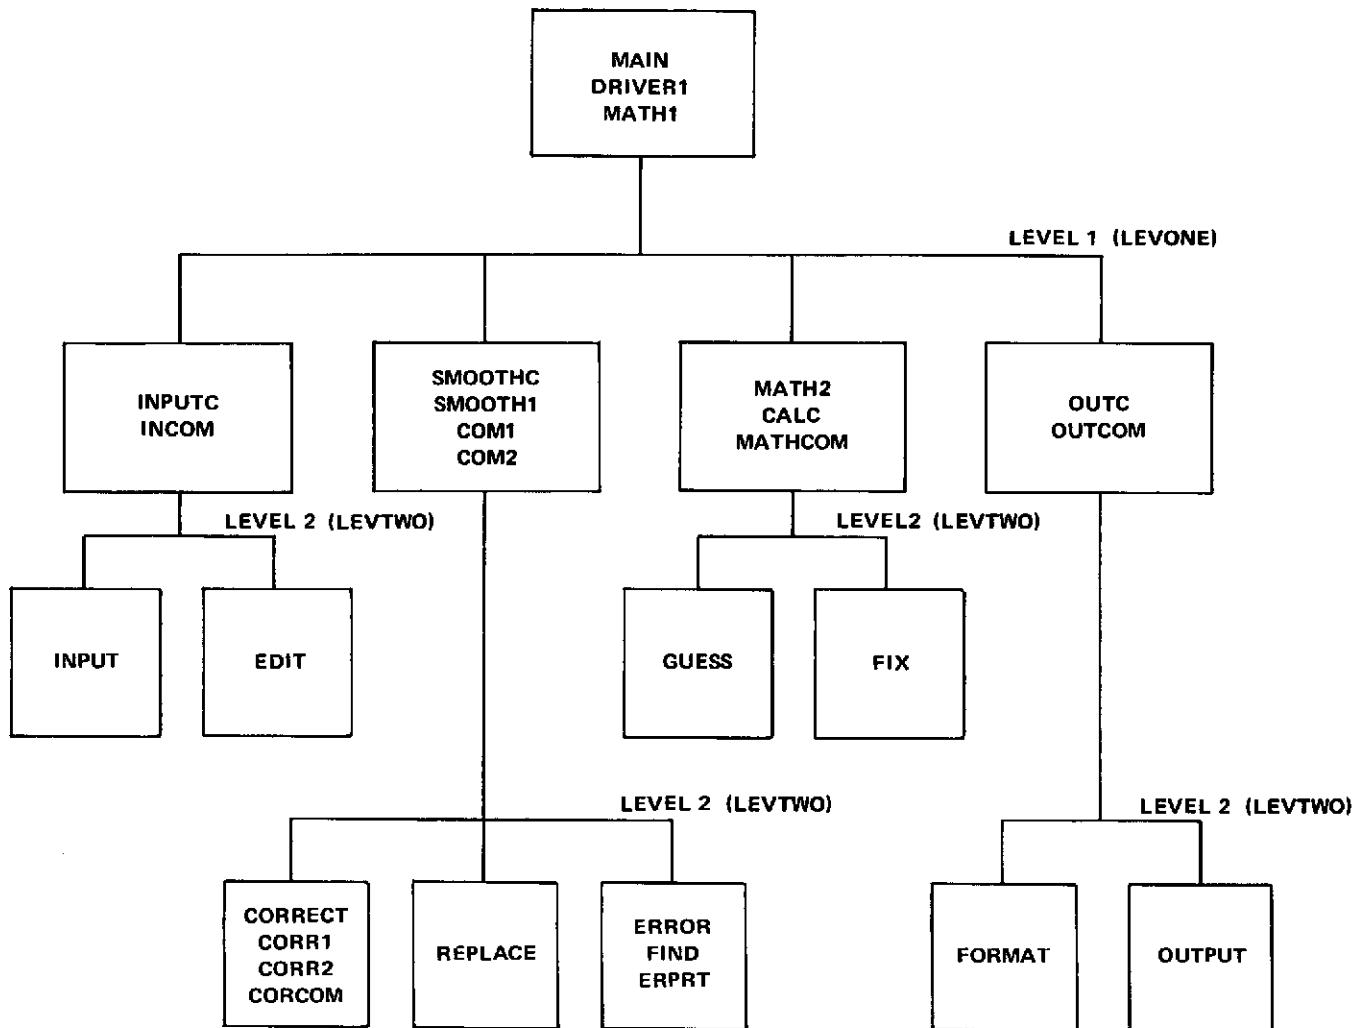 MAIN
DRIVER1
MATH1
LEVEL 1 (LEVONE)
INPUTC
INCOM
SMOOTHC
SMOOTH1
COM1
COM2
MATH2
CALC
MATHCOM
OUTC
OUTCOM
LEVEL 2 (LEVTWO)
LEVEL2 (LEVTWO)
INPUT
EDIT
GUESS
FIX
LEVEL 2 (LEVTWO)
LEVEL 2 (LEVTWO)
CORRECT
CORR1
CORR2
CORCOM
REPLACE
ERROR
FIND
ERPRT
FORMAT
OUTPUT